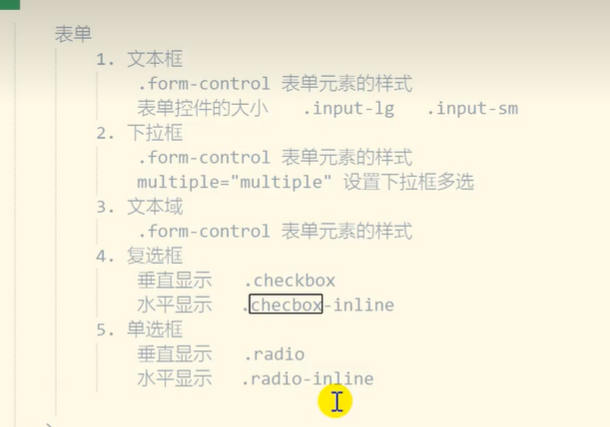 表单
1. 文本框
.form-control 表单元素的样式
表单控件的大小 .input-lg .input-sm
2. 下拉框
.form-control 表单元素的样式
multiple="multiple" 设置下拉框多选
3. 文本域
.form-control 表单元素的样式
4. 复选框
垂直显示 .checkbox
水平显示 .checbox-inline
5. 单选框
垂直显示 .radio
水平显示 .radio-inline